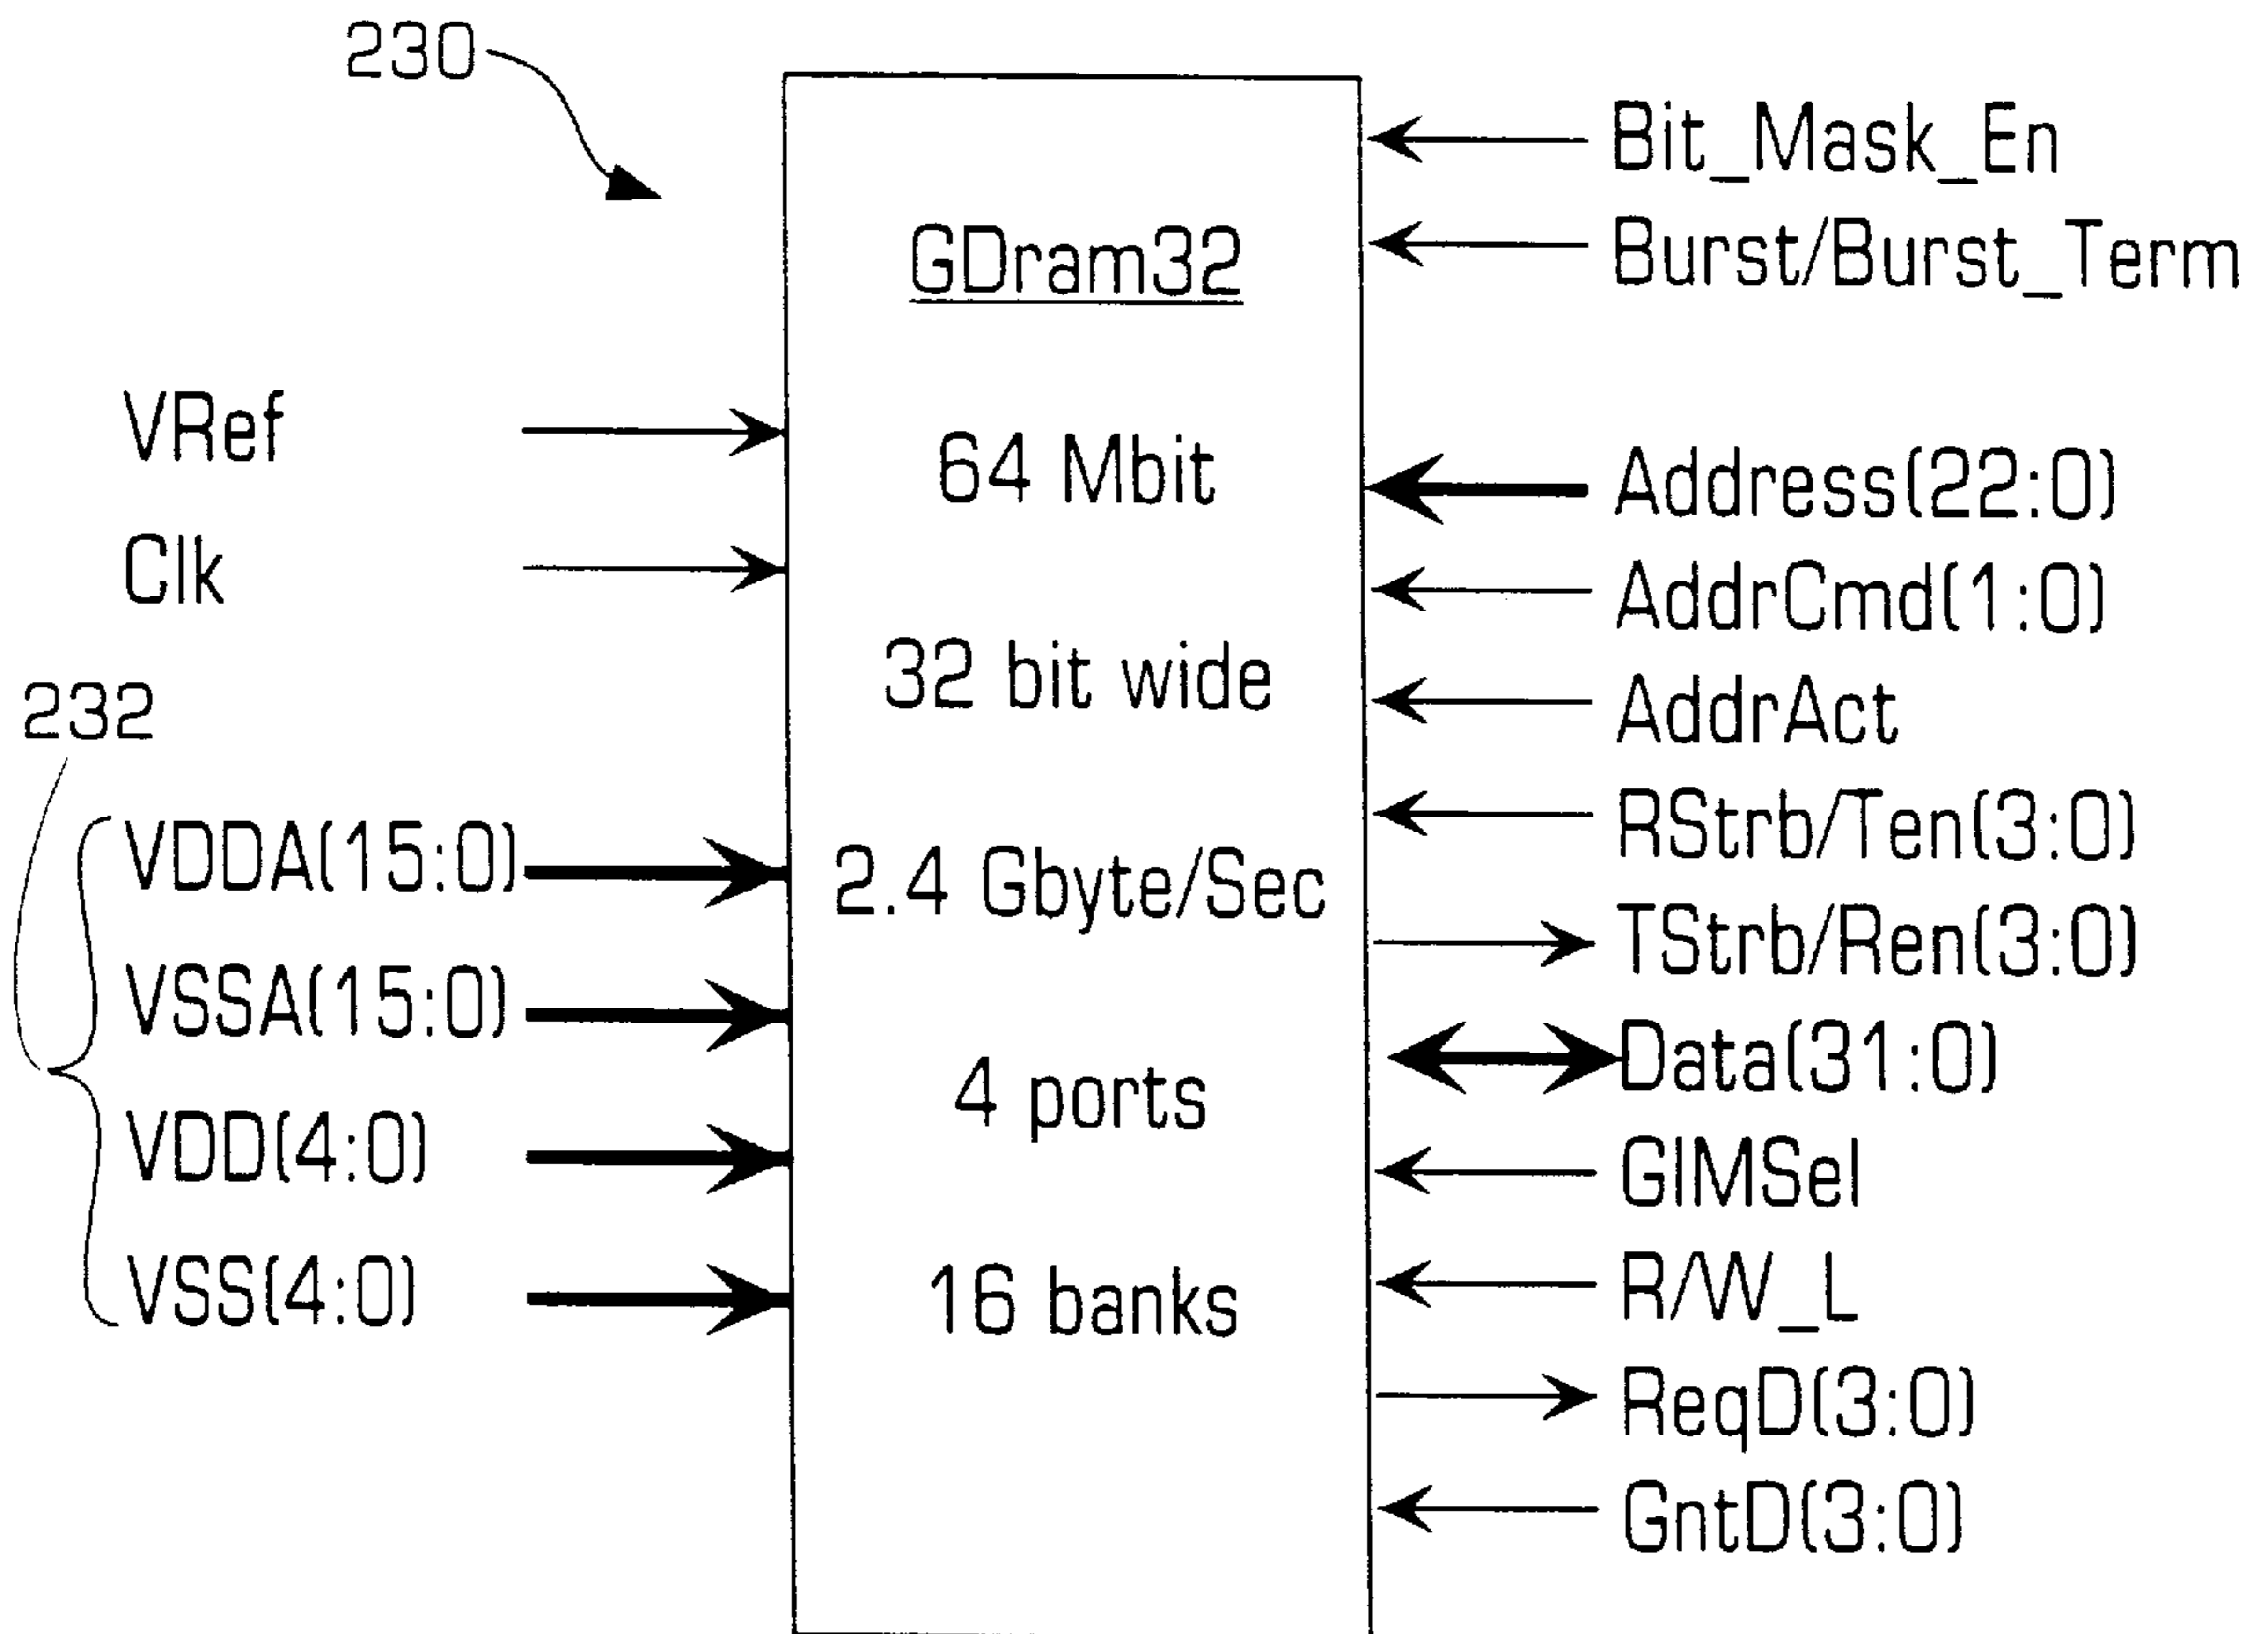 230
GDram32
64 Mbit
32 bit wide
2.4 Gbyte/Sec
4 ports
16 banks
VRef
Clk
232
VDDA(15:0)
VSSA(15:0)
VDD(4:0)
VSS(4:0)
Bit_Mask_En
Burst/Burst_Term
Address(22:0)
AddrCmd(1:0)
AddrAct
RStrb/Ten(3:0)
TStrb/Ren(3:0)
Data(31:0)
GIMSel
R/W_L
ReqD(3:0)
GntD(3:0)